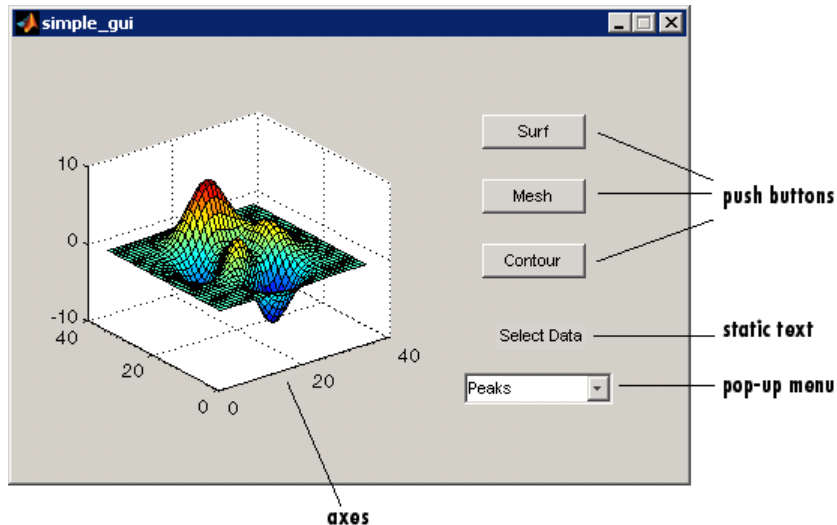 simple_gui
Surf
push buttons
Mesh
Contour
Select Data
static text
Peaks
pop-up menu
10
0
-10
40
20
0
0
20
40
axes